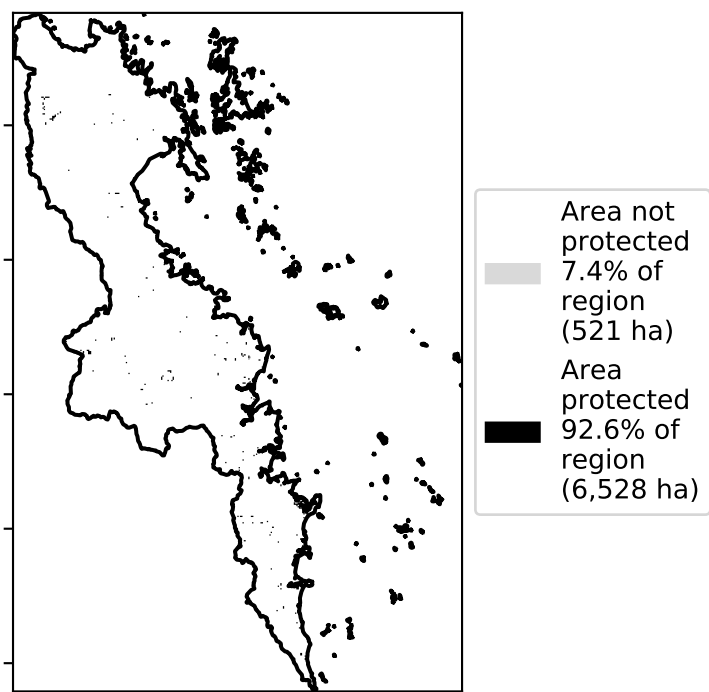 Area not
protected
7.4% of
region
(521 ha)
Area
protected
92.6% of
region
(6,528 ha)